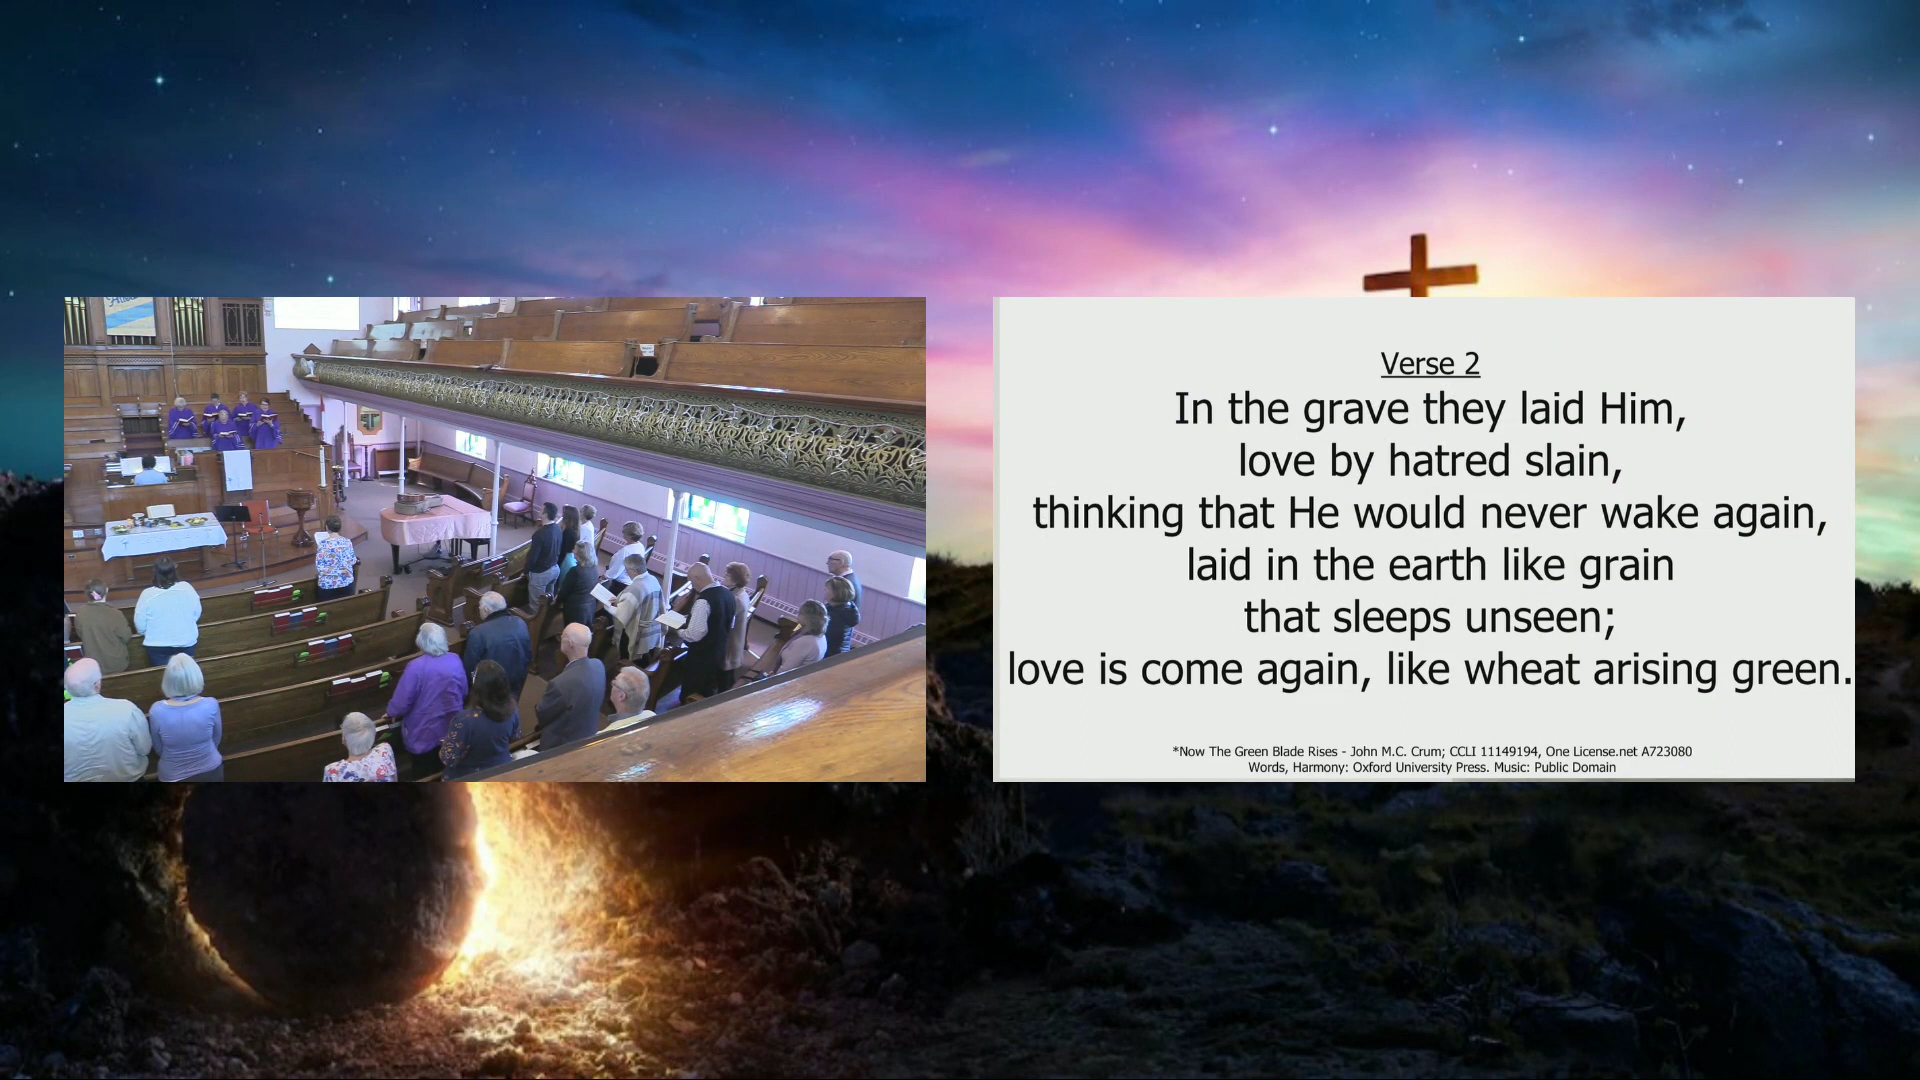 Verse 2
In the grave they laid Him,
love by hatred slain,
thinking that He would never wake again,
laid in the earth like grain
that sleeps unseen;
love is come again, like wheat arising green.
*Now The Green Blade Rises - John M.C. Crum; CCLI 11149194, One License.net A723080
Words, Harmony: Oxford University Press. Music: Public Domain